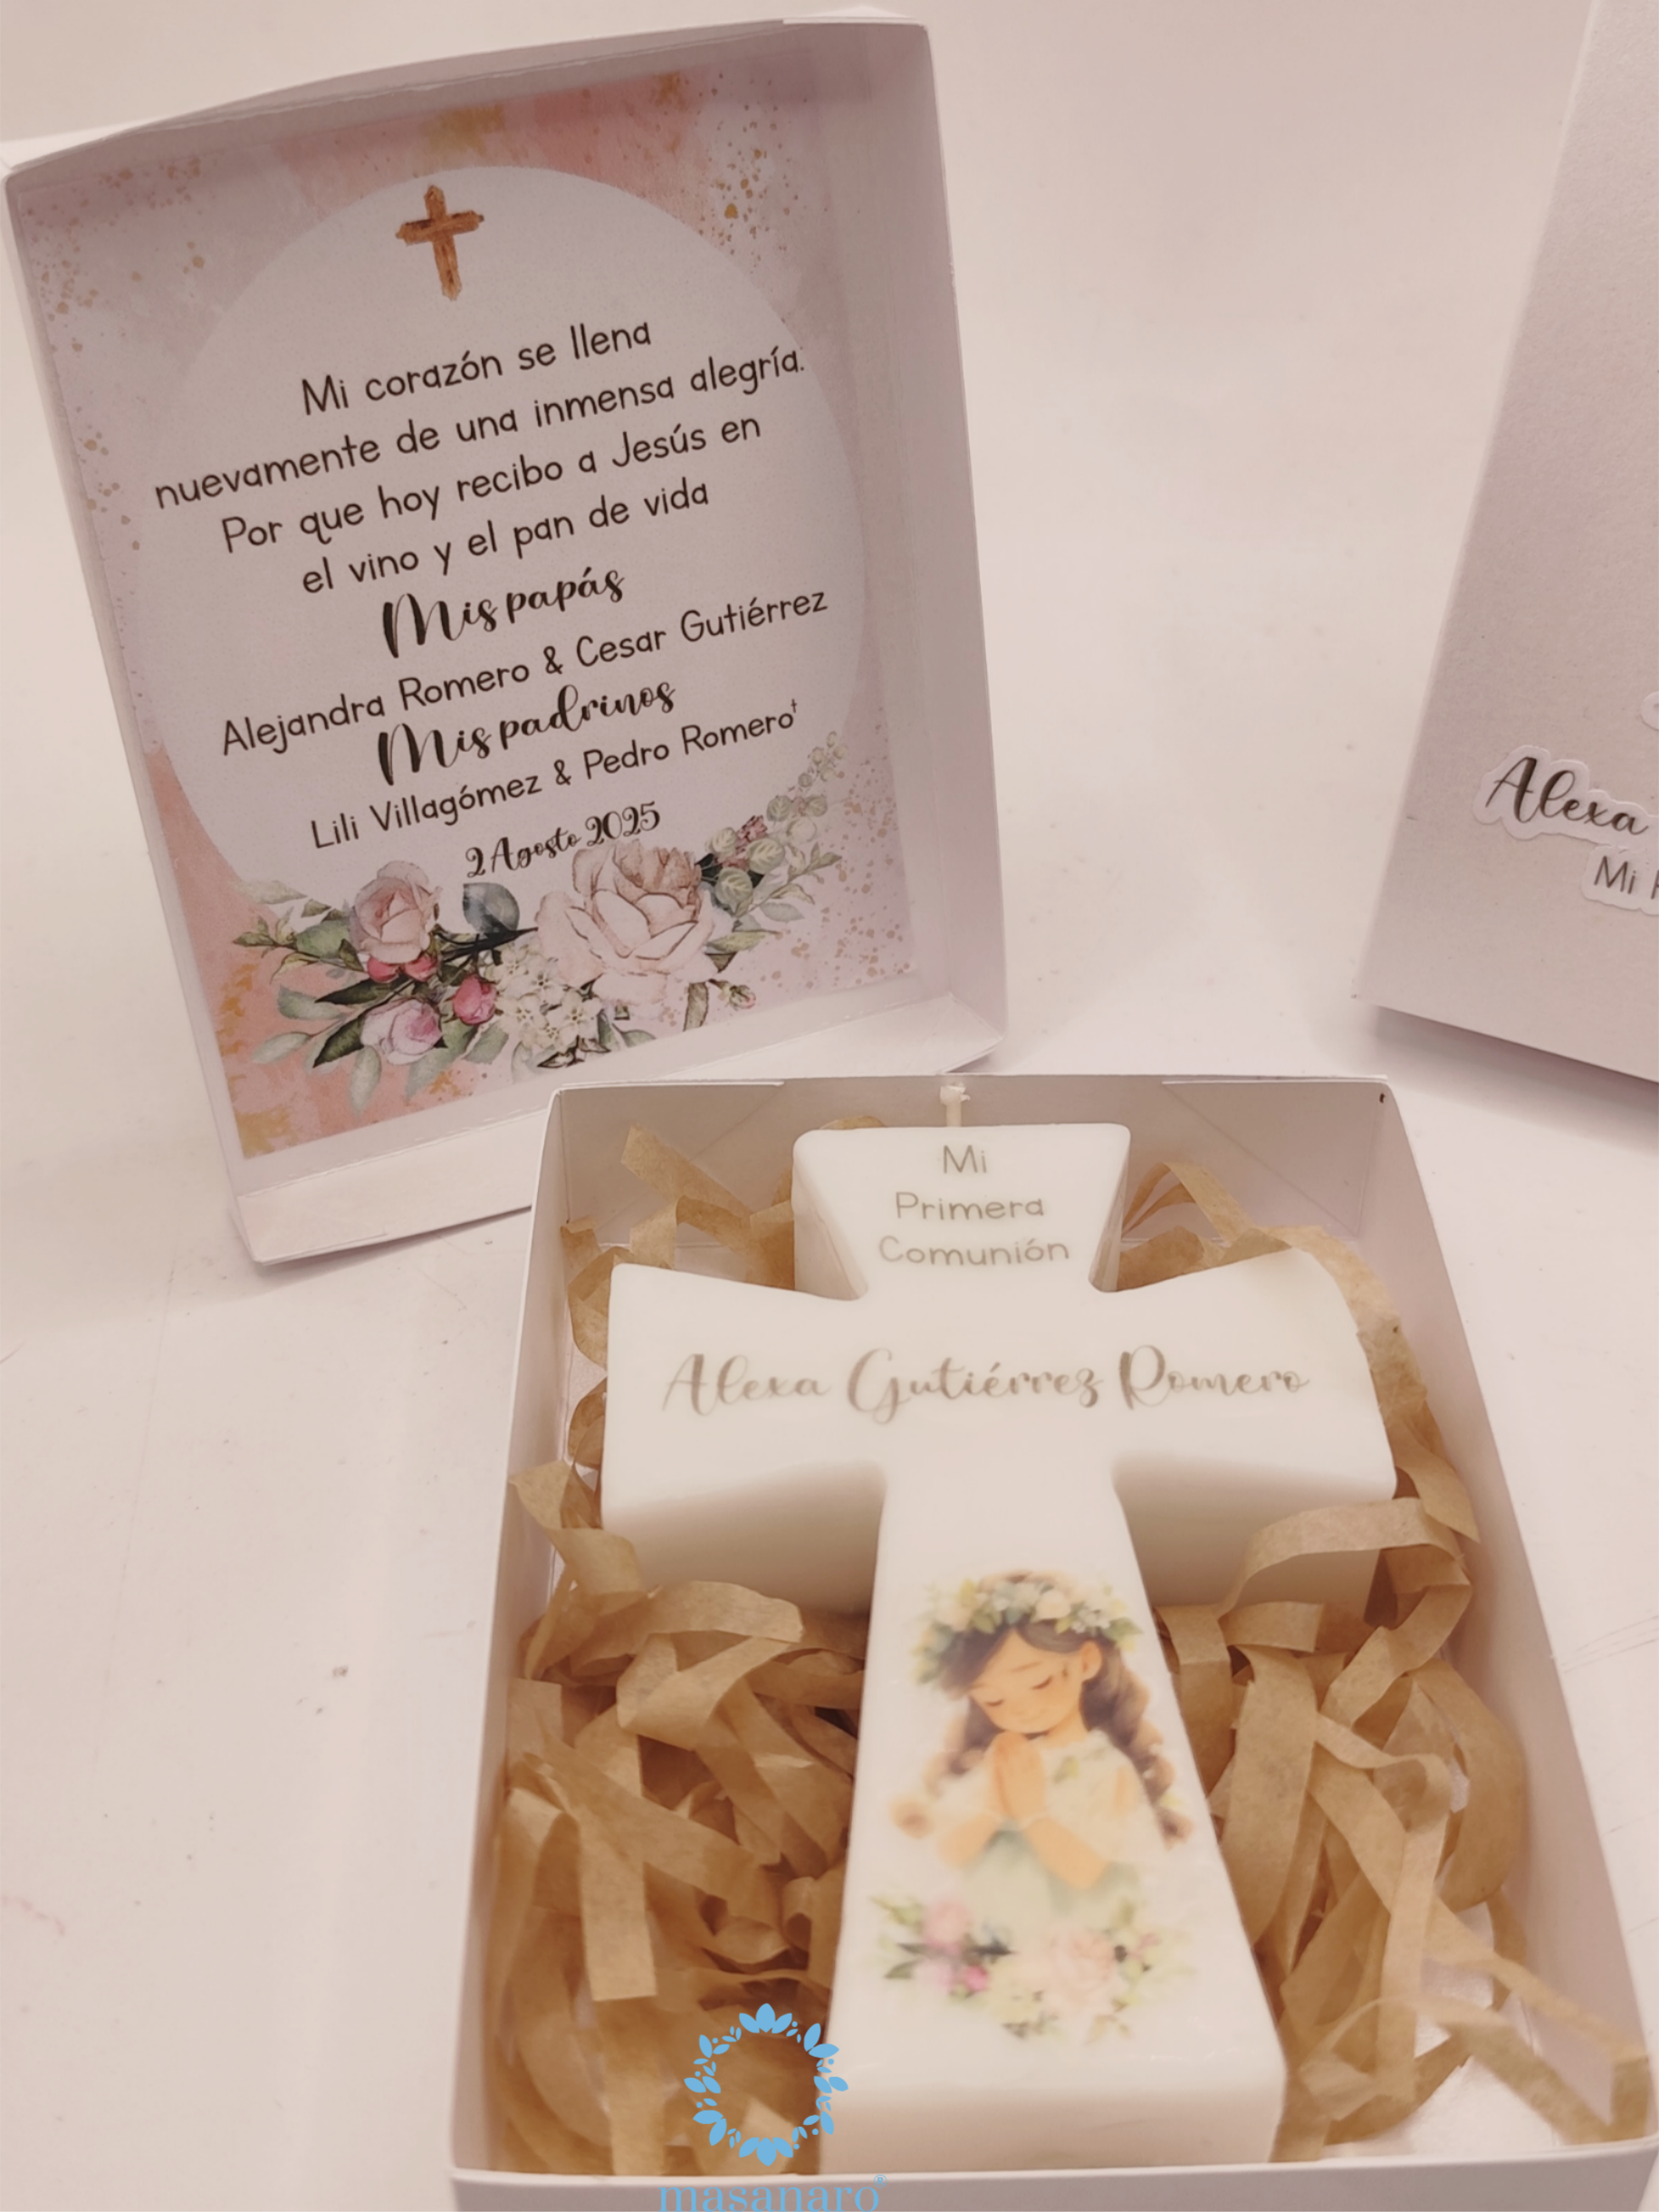 Mi corazón se llena
nuevamente de una inmensa alegría.
Por que hoy recibo a Jesús en
el vino y el pan de vida
Mis papás
Alejandra Romero & Cesar Gutiérrez
Mis padrinos
Lili Villagómez & Pedro Romero†
2 Agosto 2025
Alexa
Mi
Mi
Primera
Comunión
Alexa Gutiérrez Romero
masanaro®